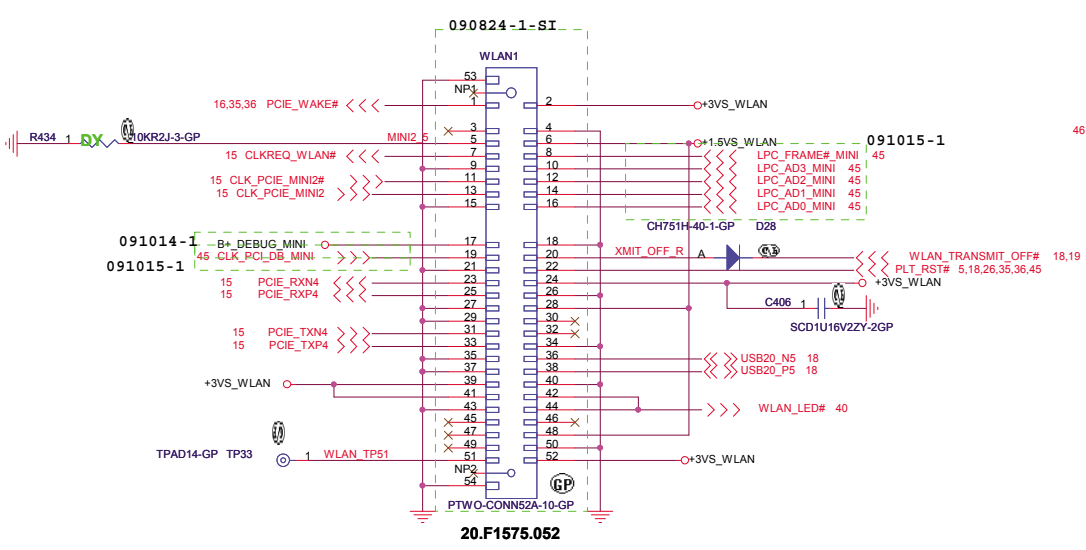 090824-1-SI
WLAN1
53
NP1
16,35,36 PCIE_WAKE# 1 2 +3VS_WLAN
3 4
R434 1 DY 10KR2J-3-GP MINI2_5 5 6 +1.5VS_WLAN 091015-1 46
15 CLKREQ_WLAN# 7 8 LPC_FRAME#_MINI 45
9 10 LPC_AD3_MINI 45
15 CLK_PCIE_MINI2# 11 12 LPC_AD2_MINI 45
15 CLK_PCIE_MINI2 13 14 LPC_AD1_MINI 45
15 16 LPC_AD0_MINI 45
CH751H-40-1-GP D28
091014-1 B+_DEBUG_MINI 17 18
45 CLK_PCI_DB_MINI 19 20 XMIT_OFF_R A WLAN_TRANSMIT_OFF# 18,19
091015-1 21 22 PLT_RST# 5,18,26,35,36,45
15 PCIE_RXN4 23 24 +3VS_WLAN
15 PCIE_RXP4 25 26
27 28 C406 1
29 30 SCD1U16V2ZY-2GP
15 PCIE_TXN4 31 32
15 PCIE_TXP4 33 34
35 36 USB20_N5 18
37 38 USB20_P5 18
+3VS_WLAN 39 40
41 42
43 44 WLAN_LED# 40
45 46
47 48
49 50
TPAD14-GP TP33 1 WLAN_TP51 51 52 +3VS_WLAN
NP2
54 GP
PTWO-CONN52A-10-GP
20.F1575.052